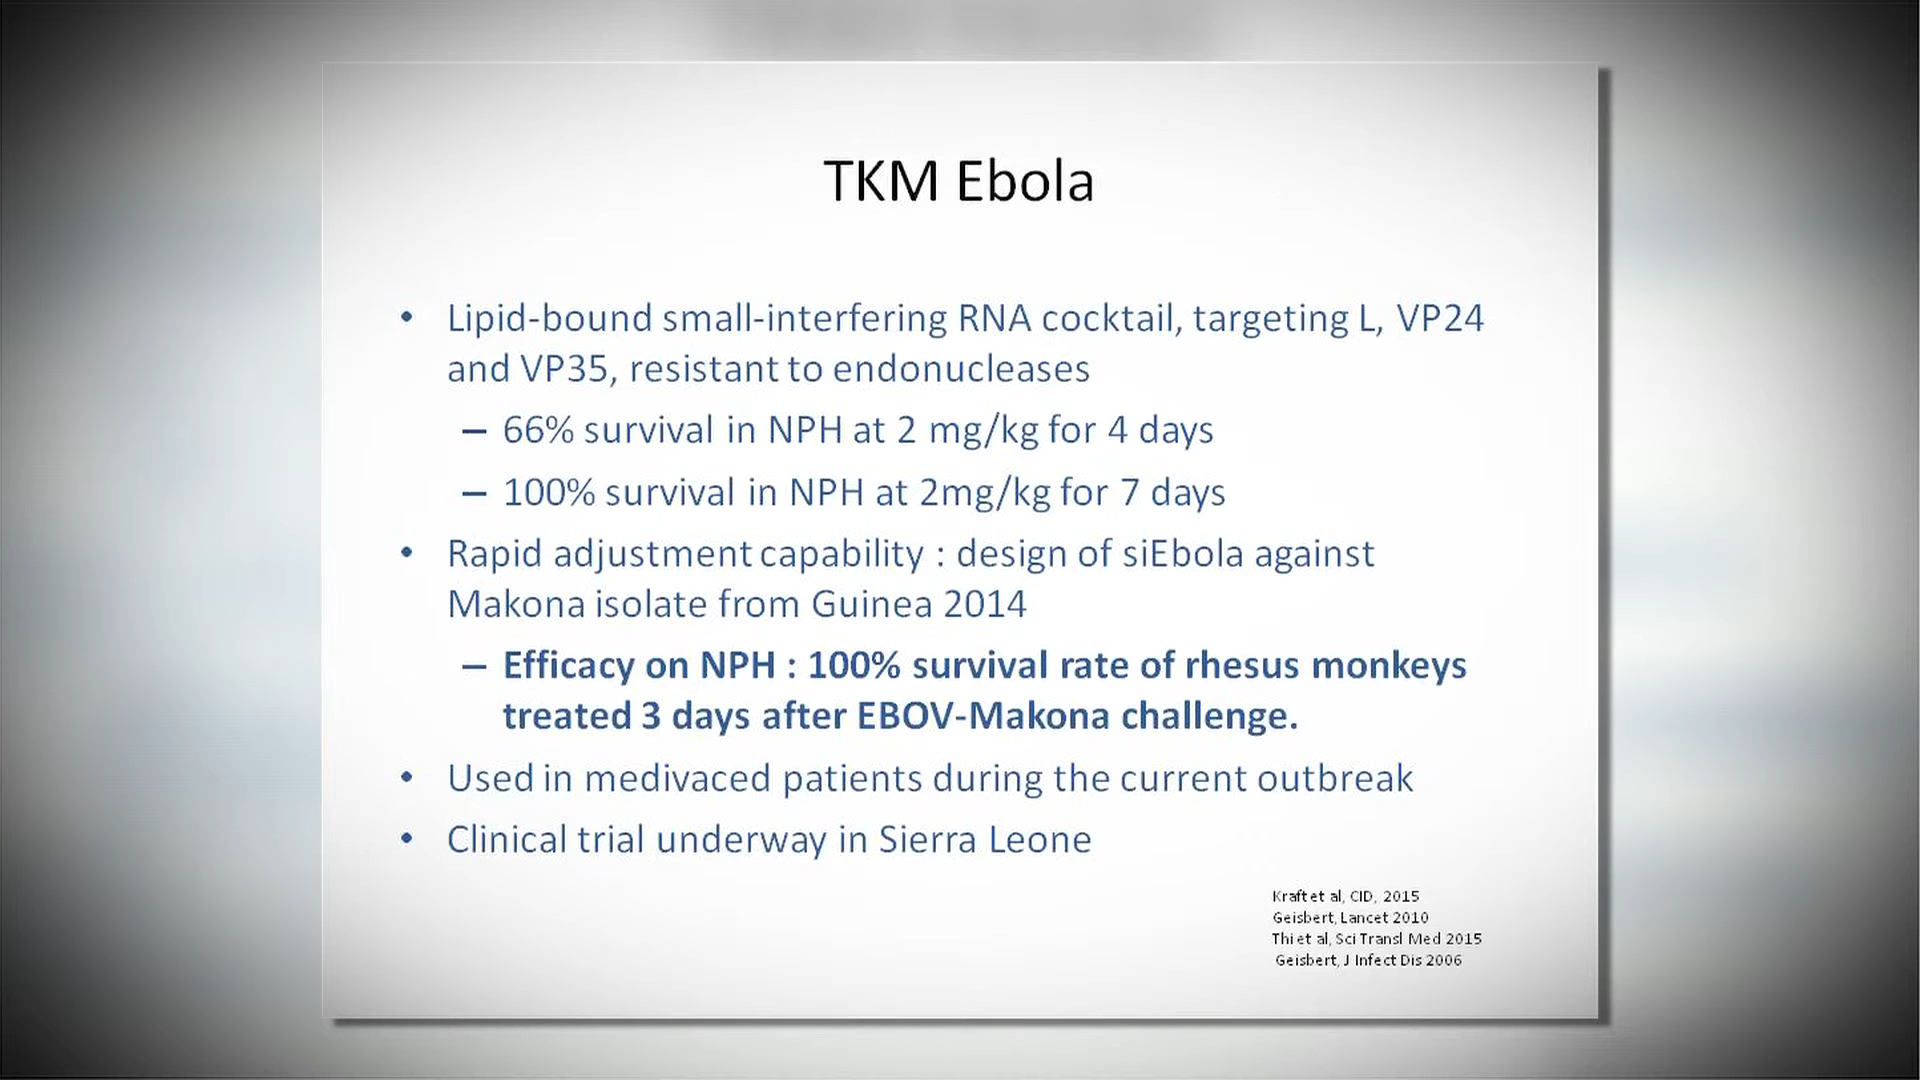 TKM Ebola
• Lipid-bound small-interfering RNA cocktail, targeting L, VP24
and VP35, resistant to endonucleases
– 66% survival in NPH at 2 mg/kg for 4 days
– 100% survival in NPH at 2mg/kg for 7 days
• Rapid adjustment capability : design of siEbola against
Makona isolate from Guinea 2014
– Efficacy on NPH : 100% survival rate of rhesus monkeys
treated 3 days after EBOV-Makona challenge.
• Used in medivaced patients during the current outbreak
• Clinical trial underway in Sierra Leone
Kraft et al, CID, 2015
Geisbert, Lancet 2010
Thi et al, Sci Transl Med 2015
Geisbert, J Infect Dis 2006